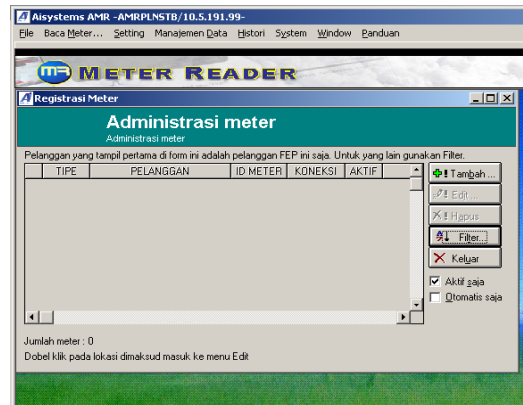 Aisystems AMR -AMRPLNSTB/10.5.191.99-
File Baca Meter... Setting Manajemen Data Histori System Window Panduan
MR METER READER
Registrasi Meter
Administrasi meter
Administrasi meter
Pelanggan yang tampil pertama di form ini adalah pelanggan FEP ini saja. Untuk yang lain gunakan Filter.
TIPE PELANGGAN ID METER KONEKSI AKTIF
Tambah ...
Edit ...
Hapus
Filter...
Keluar
Aktif saja
Otomatis saja
Jumlah meter : 0
Dobel klik pada lokasi dimaksud masuk ke menu Edit